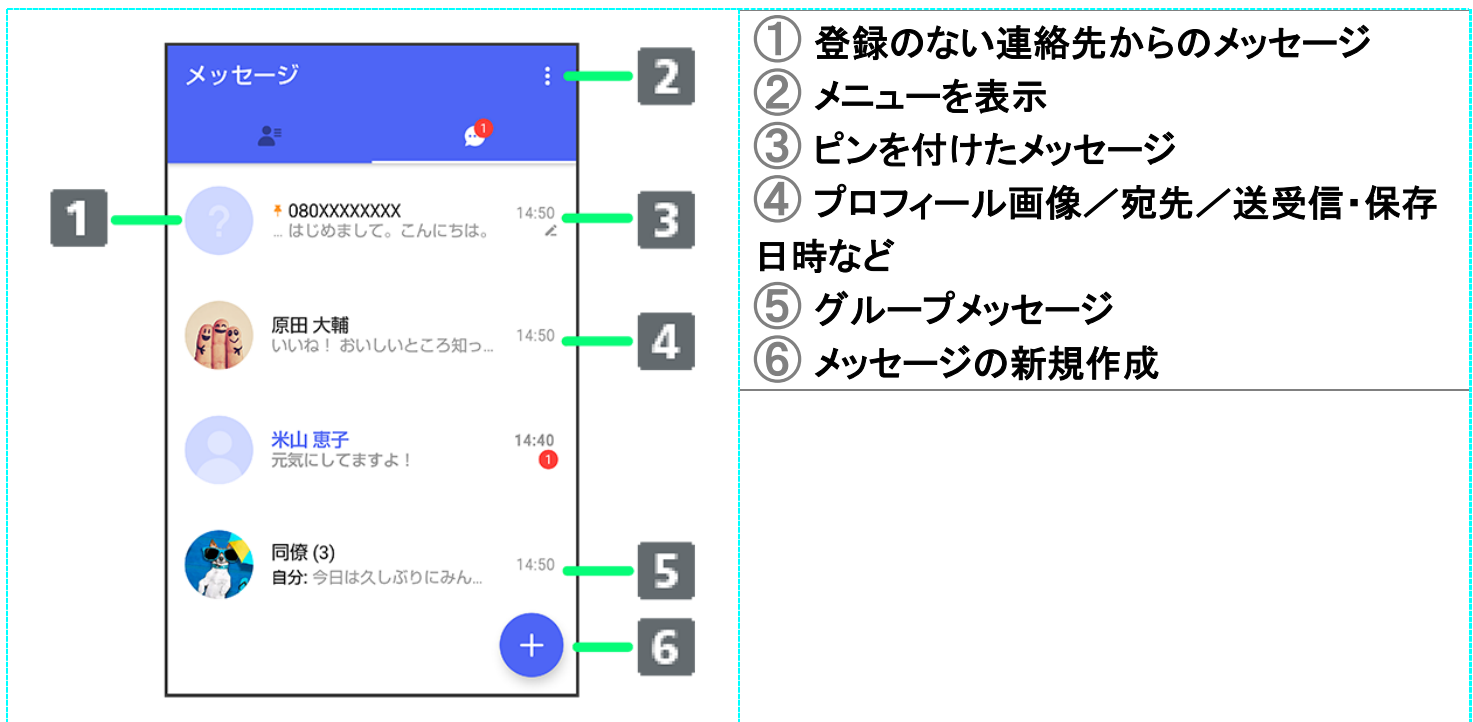 メッセージ
1
080XXXXXXXX
14:50
... はじめまして。こんにちは。
原田 大輔
14:50
いいね！ おいしいところ知っ...
米山 恵子
14:40
元気にしてますよ！
1
同僚 (3)
14:50
自分: 今日は久しぶりにみん...
1
2
3
4
5
6
① 登録のない連絡先からのメッセージ
② メニューを表示
③ ピンを付けたメッセージ
④ プロフィール画像／宛先／送受信・保存
日時など
⑤ グループメッセージ
⑥ メッセージの新規作成